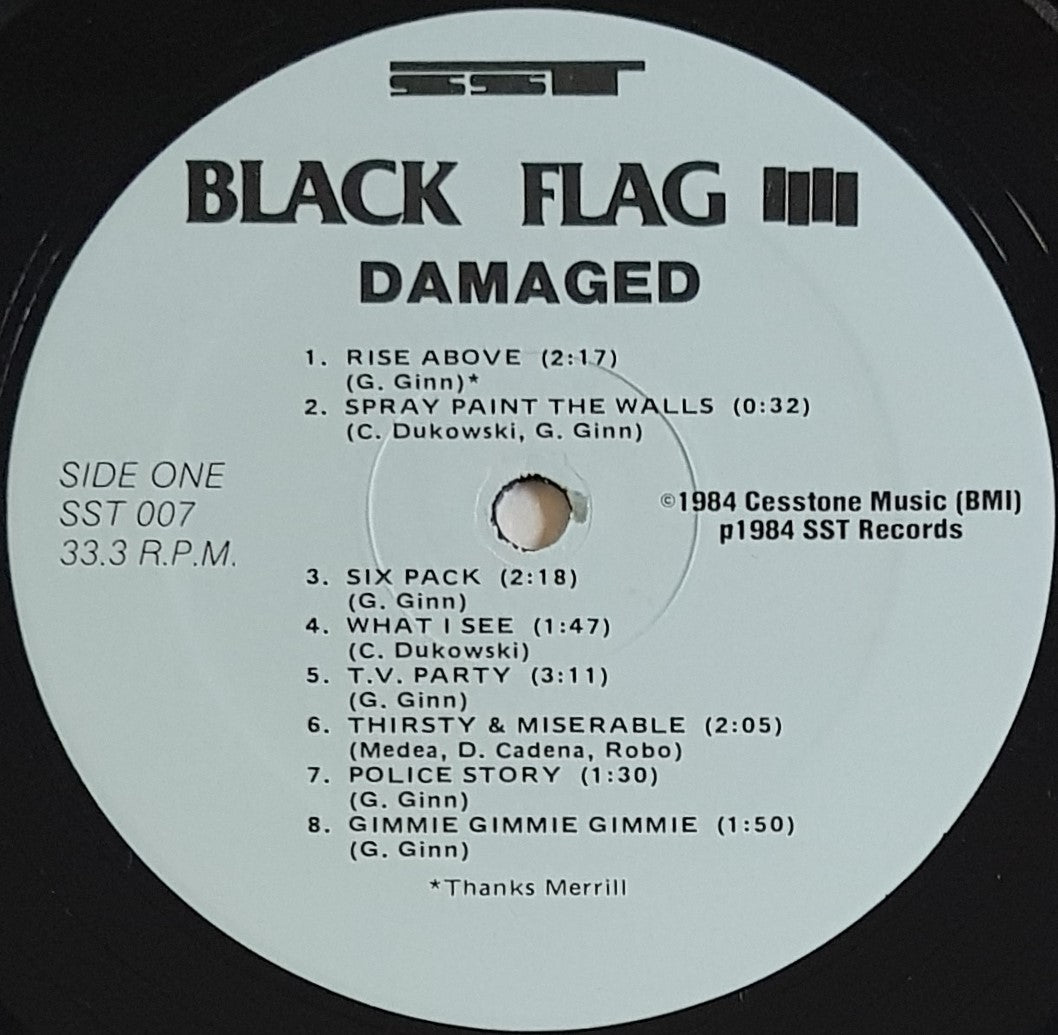 SST
BLACK FLAG
DAMAGED
1. RISE ABOVE (2:17)
(G. Ginn)*
2. SPRAY PAINT THE WALLS (0:32)
(C. Dukowski, G. Ginn)
SIDE ONE
SST 007
33.3 R.P.M.
©1984 Cesstone Music (BMI)
p1984 SST Records
3. SIX PACK (2:18)
(G. Ginn)
4. WHAT I SEE (1:47)
(C. Dukowski)
5. T.V. PARTY (3:11)
(G. Ginn)
6. THIRSTY & MISERABLE (2:05)
(Medea, D. Cadena, Robo)
7. POLICE STORY (1:30)
(G. Ginn)
8. GIMMIE GIMMIE GIMMIE (1:50)
(G. Ginn)
*Thanks Merrill